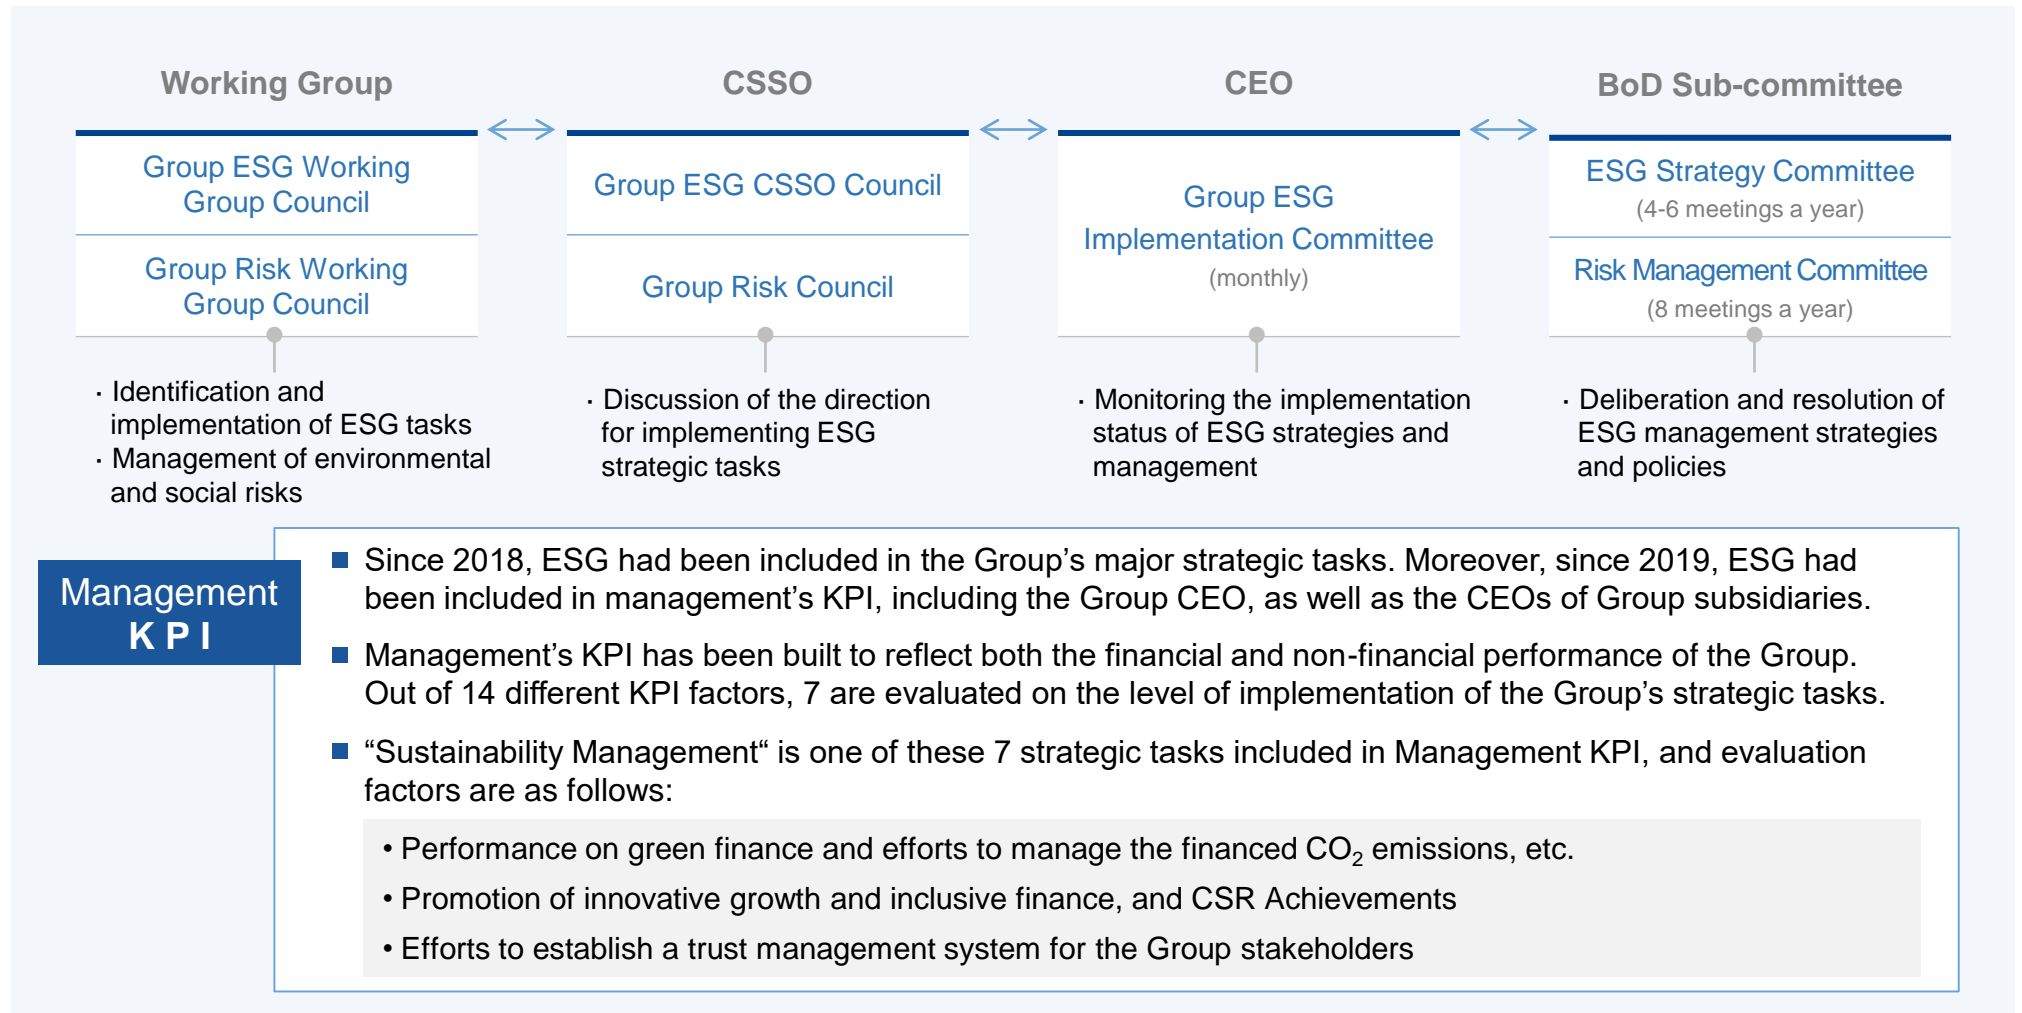 Working Group
CSSO
CEO
BoD Sub-committee
Group ESG Working
Group Council
Group Risk Working
Group Council
Group ESG CSSO Council
Group Risk Council
Group ESG
Implementation Committee
(monthly)
ESG Strategy Committee
(4-6 meetings a year)
Risk Management Committee
(8 meetings a year)
· Identification and
implementation of ESG tasks
· Management of environmental
and social risks
· Discussion of the direction
for implementing ESG
strategic tasks
· Monitoring the implementation
status of ESG strategies and
management
· Deliberation and resolution of
ESG management strategies
and policies
Management
K P I
■ Since 2018, ESG had been included in the Group’s major strategic tasks. Moreover, since 2019, ESG had
been included in management’s KPI, including the Group CEO, as well as the CEOs of Group subsidiaries.
■ Management’s KPI has been built to reflect both the financial and non-financial performance of the Group.
Out of 14 different KPI factors, 7 are evaluated on the level of implementation of the Group’s strategic tasks.
■ “Sustainability Management“ is one of these 7 strategic tasks included in Management KPI, and evaluation
factors are as follows:
• Performance on green finance and efforts to manage the financed CO₂ emissions, etc.
• Promotion of innovative growth and inclusive finance, and CSR Achievements
• Efforts to establish a trust management system for the Group stakeholders